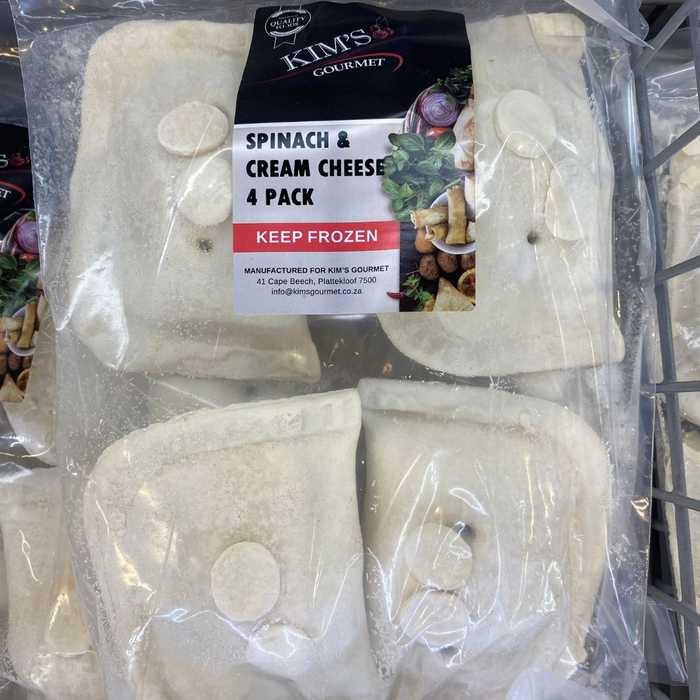 QUALITY
KIM'S
GOURMET
SPINACH &
CREAM CHEESE
4 PACK
KEEP FROZEN
MANUFACTURED FOR KIM'S GOURMET
41 Cape Beech, Plattekloof 7500
info@kimsgourmet.co.za